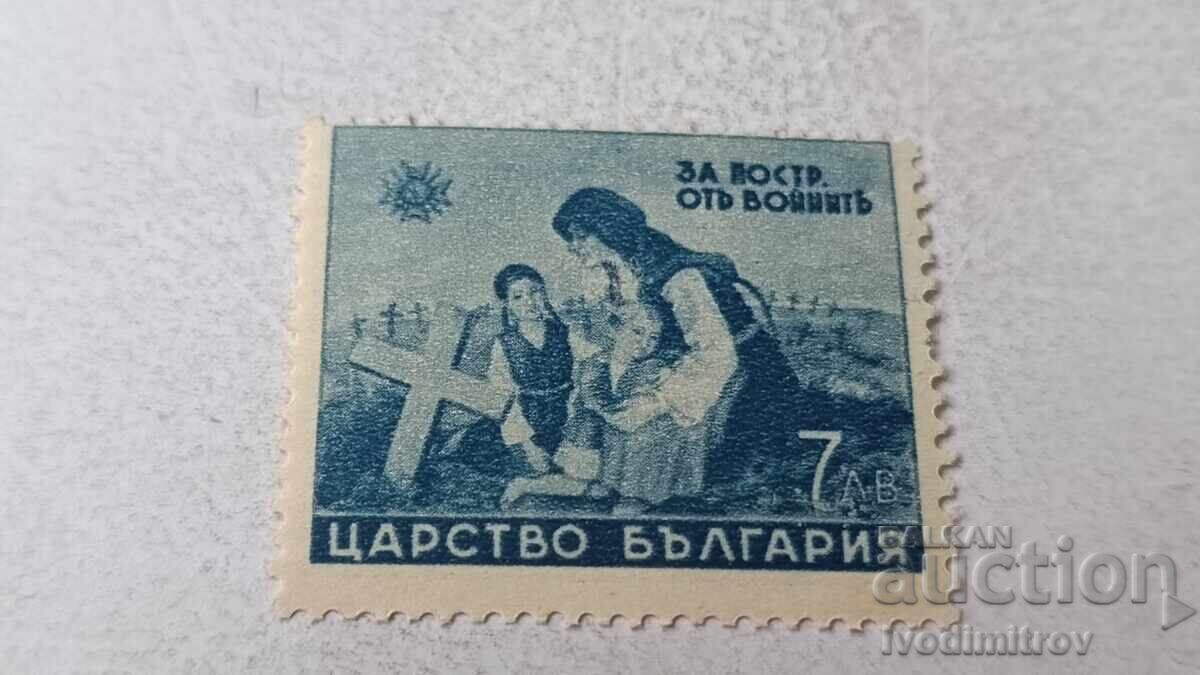 ЗА ПОСТР.
ОТЪ ВОЙНИТѢ
7 ЛВ
ЦАРСТВО БЪЛГАРИЯ
BALKAN
auction
Ivodimitrov